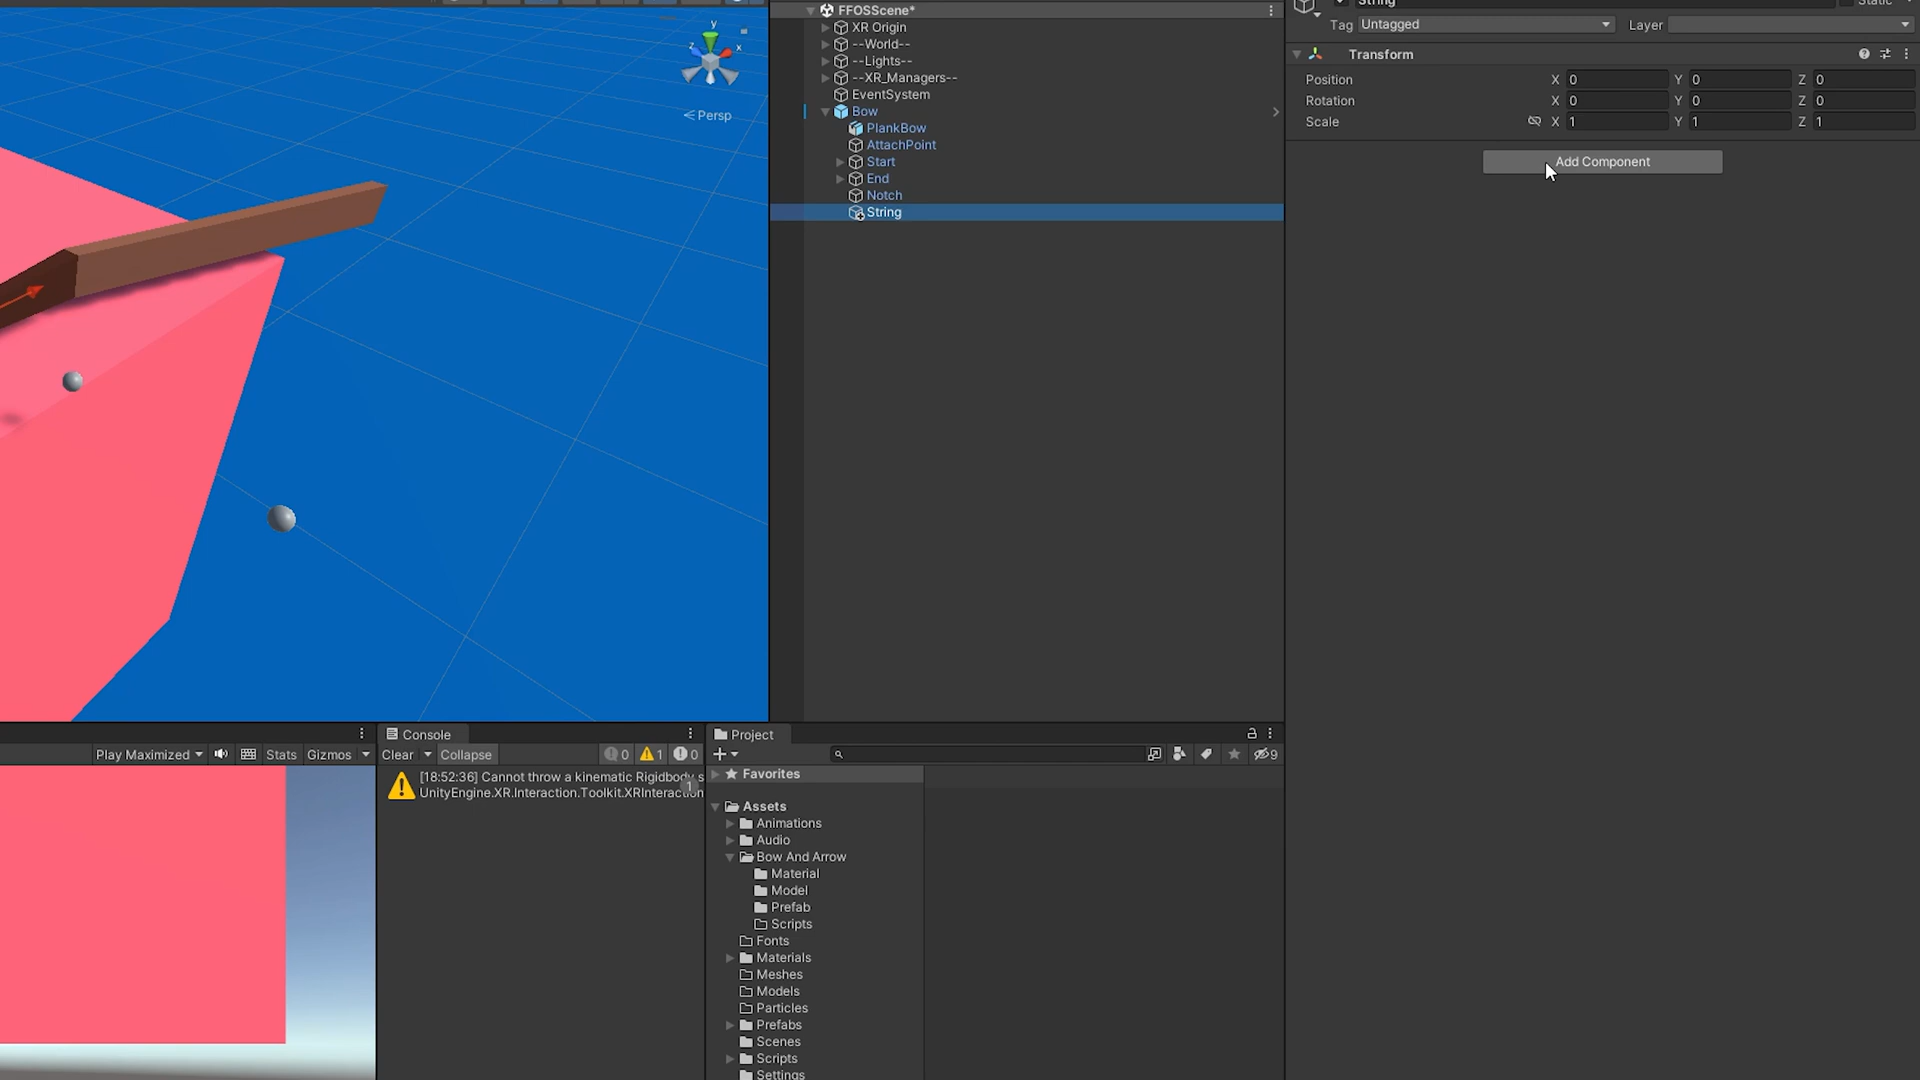 y
z
x
Persp
FFOSScene*
XR Origin
--World--
--Lights--
--XR_Managers--
EventSystem
Bow
PlankBow
AttachPoint
Start
End
Notch
String
String
Static
Tag Untagged
Layer
Transform
Position X 0 Y 0 Z 0
Rotation X 0 Y 0 Z 0
Scale X 1 Y 1 Z 1
Add Component
Play Maximized
Stats
Gizmos
Console
Clear
Collapse
0
1
0
[18:52:36] Cannot throw a kinematic Rigidbody s
UnityEngine.XR.Interaction.Toolkit.XRInteraction
1
Project
9
Favorites
Assets
Animations
Audio
Bow And Arrow
Material
Model
Prefab
Scripts
Fonts
Materials
Meshes
Models
Particles
Prefabs
Scenes
Scripts
Settings